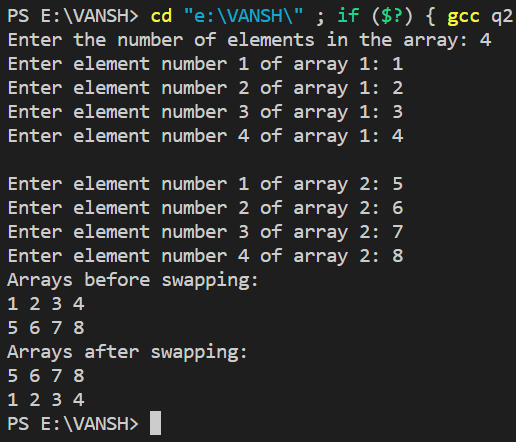 PS E:\VANSH> cd "e:\VANSH\" ; if ($?) { gcc q2
Enter the number of elements in the array: 4
Enter element number 1 of array 1: 1
Enter element number 2 of array 1: 2
Enter element number 3 of array 1: 3
Enter element number 4 of array 1: 4
Enter element number 1 of array 2: 5
Enter element number 2 of array 2: 6
Enter element number 3 of array 2: 7
Enter element number 4 of array 2: 8
Arrays before swapping:
1 2 3 4
5 6 7 8
Arrays after swapping:
5 6 7 8
1 2 3 4
PS E:\VANSH>